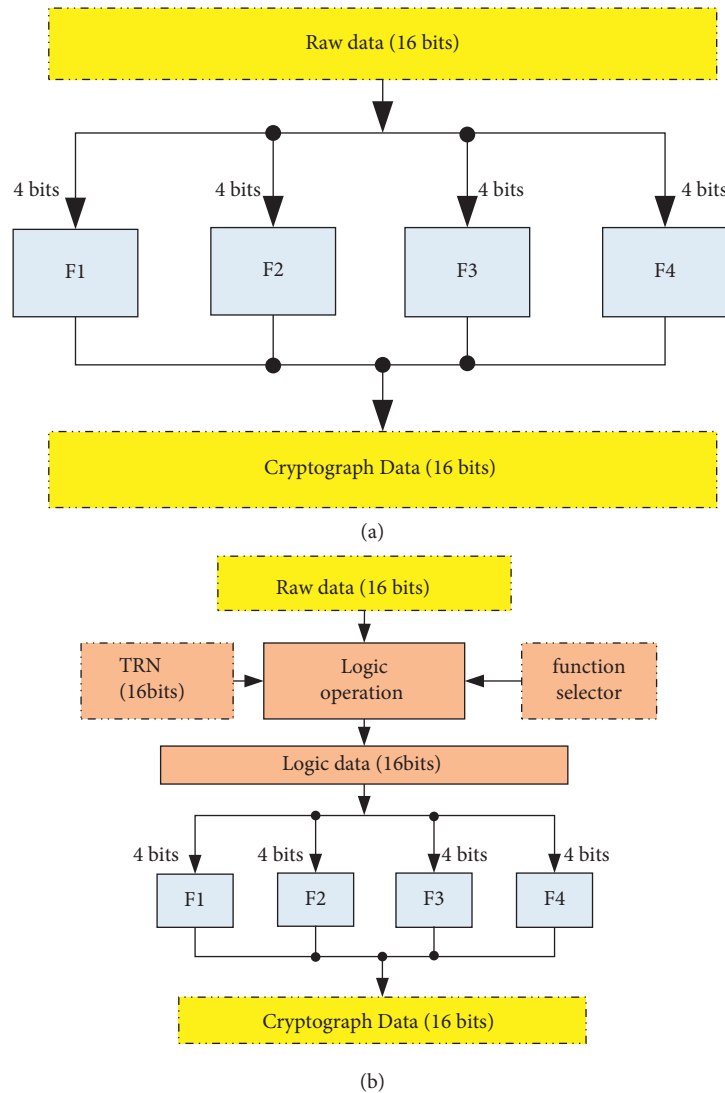 Raw data (16 bits)
4 bits
4 bits
4 bits
4 bits
F1
F2
F3
F4
Cryptograph Data (16 bits)
(a)
Raw data (16 bits)
TRN
(16bits)
Logic
operation
function
selector
Logic data (16bits)
4 bits
4 bits
4 bits
4 bits
F1
F2
F3
F4
Cryptograph Data (16 bits)
(b)